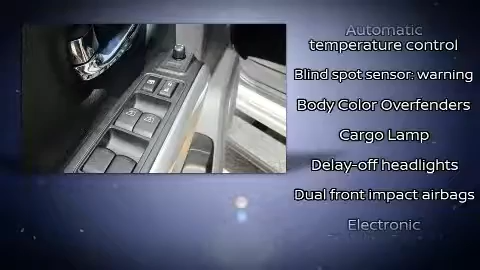 Automatic
temperature control
Blind spot sensor: warning
Body Color Overfenders
Cargo Lamp
Delay-off headlights
Dual front impact airbags
Electronic